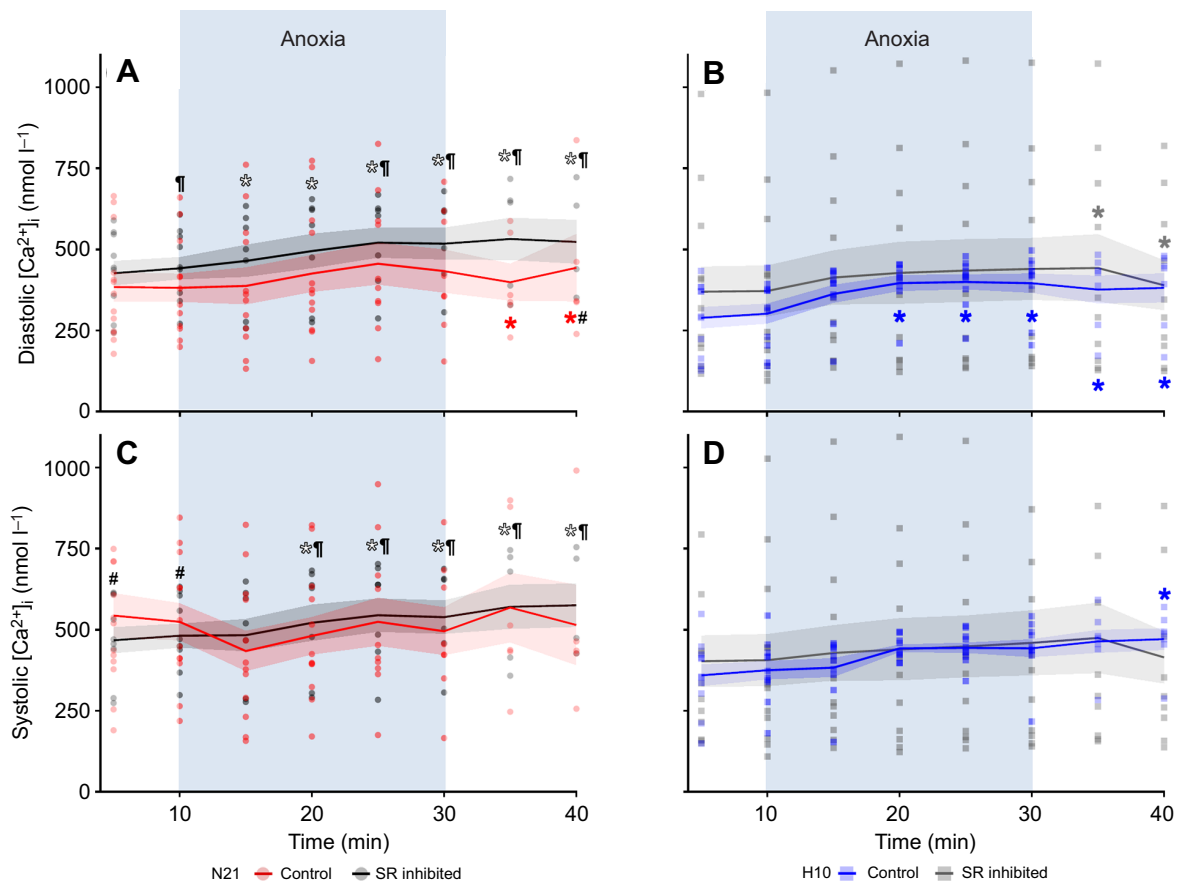 Anoxia
Anoxia
A
B
1000
750
500
250
0
Diastolic [Ca²⁺]ᵢ (nmol l⁻¹)
¶ * * *¶ *¶ *¶ *¶
* *#
* *
* * *
* *
C
D
1000
750
500
250
0
Systolic [Ca²⁺]ᵢ (nmol l⁻¹)
# # *¶ *¶ *¶ *¶ *¶
*
10 20 30 40
10 20 30 40
Time (min)
Time (min)
N21 Control SR inhibited
H10 Control SR inhibited